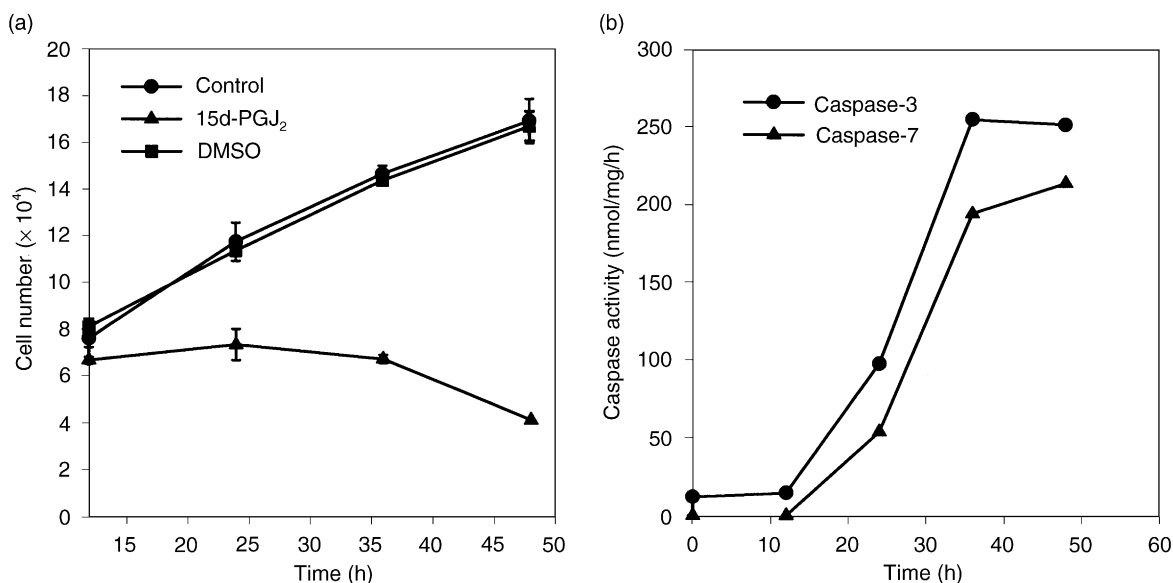 (a)
20
18
16
14
12
10
8
6
4
2
0
Cell number (× 10⁴)
Control
15d-PGJ₂
DMSO
15 20 25 30 35 40 45 50
Time (h)
(b)
300
250
200
150
100
50
0
Caspase activity (nmol/mg/h)
Caspase-3
Caspase-7
0 10 20 30 40 50 60
Time (h)